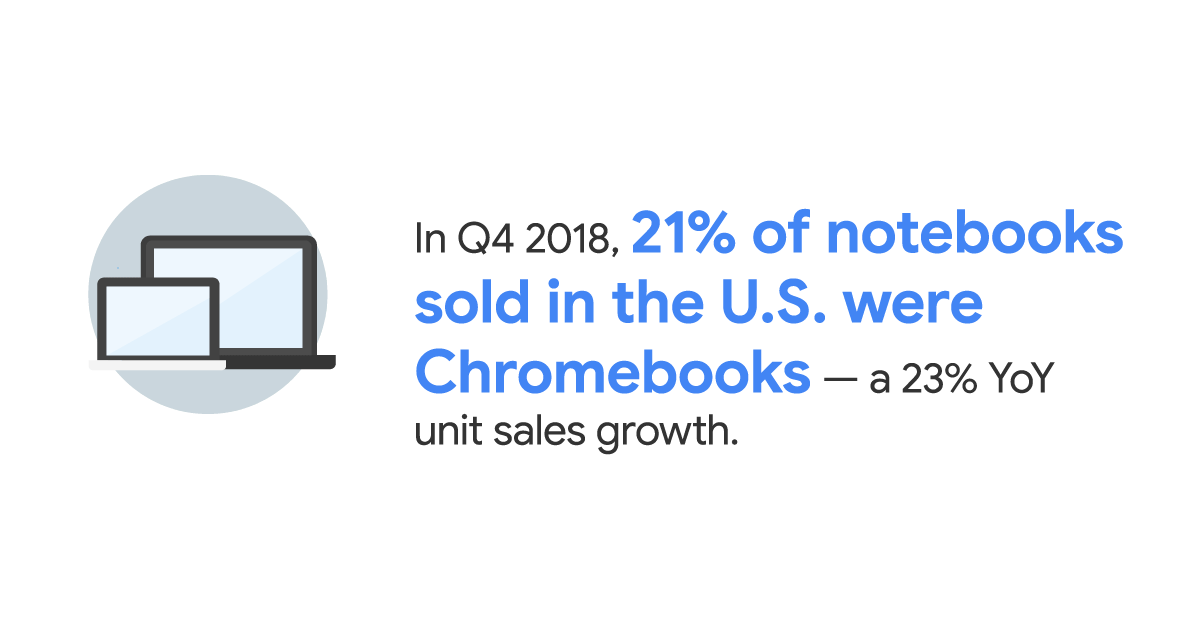 In Q4 2018, 21% of notebooks
sold in the U.S. were
Chromebooks — a 23% YoY
unit sales growth.